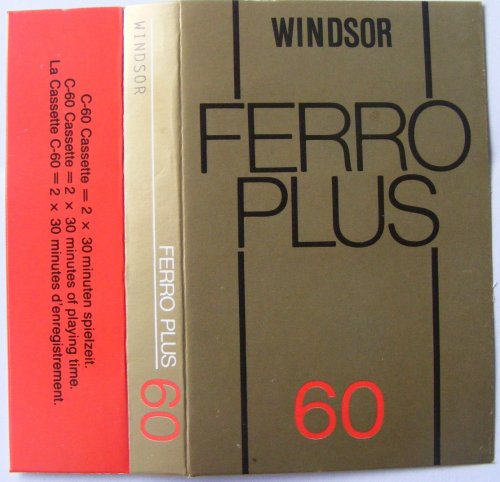 C-60 Cassette = 2 × 30 minuten spielzeit.
C-60 Cassette = 2 × 30 minutes of playing time.
La Cassette C-60 = 2 × 30 minutes d'enregistrement.
WINDSOR
FERRO PLUS
60
WINDSOR
FERRO
PLUS
60